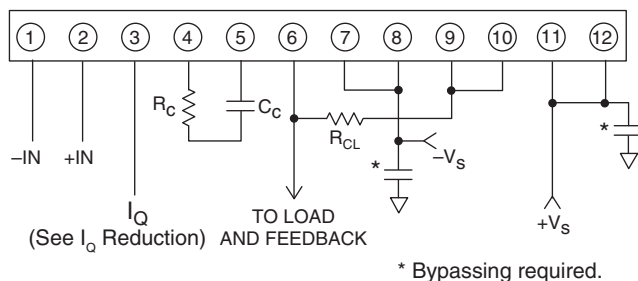 1 2 3 4 5 6 7 8 9 10 11 12
R_C C_C
R_CL
–IN +IN
* –V_S
*
I_Q
(See I_Q Reduction)
TO LOAD
AND FEEDBACK
+V_S
* Bypassing required.